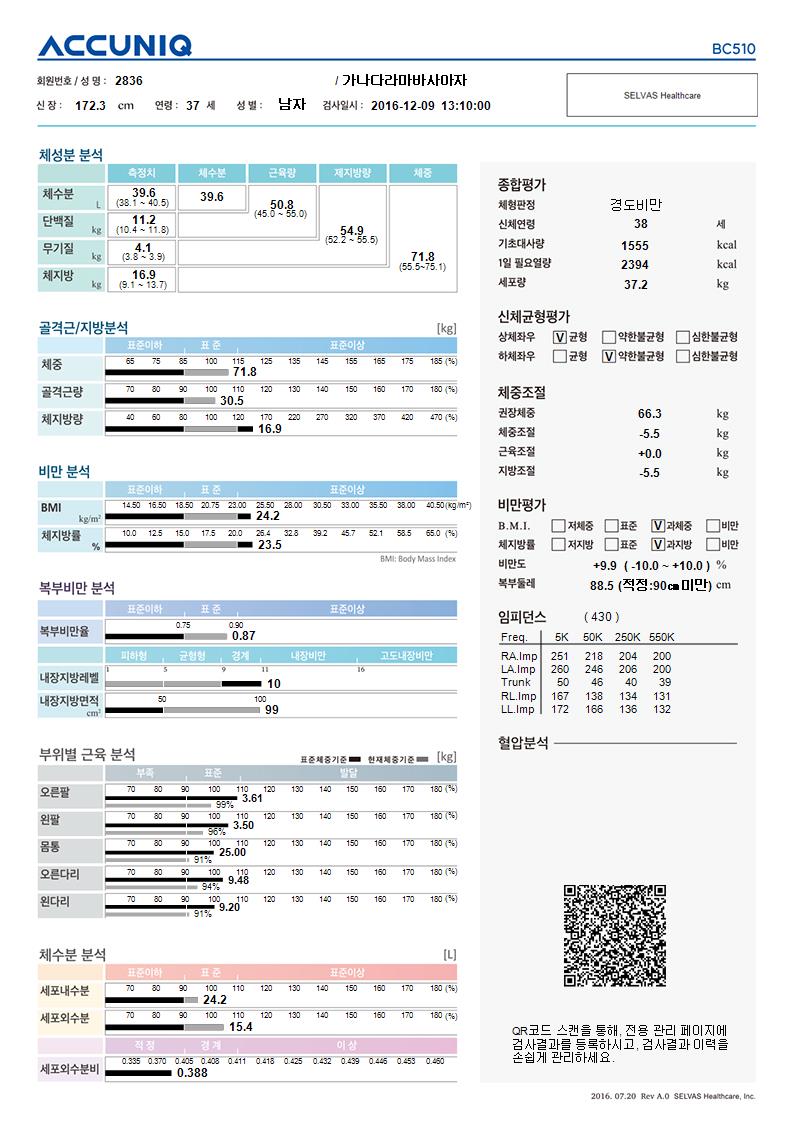 ACCUNIQ BC510
회원번호 / 성 명 : 2836 / 가나다라마바사아자
신 장 : 172.3 cm 연령 : 37 세 성 별 : 남자 검사일시 : 2016-12-09 13:10:00
SELVAS Healthcare
체성분 분석
측정치 체수분 근육량 제지방량 체중
체수분 L 39.6 (38.1 ~ 40.5) 39.6 50.8 (45.0 ~ 55.0) 54.9 (52.2 ~ 55.5) 71.8 (55.5~75.1)
단백질 kg 11.2 (10.4 ~ 11.8)
무기질 kg 4.1 (3.8 ~ 3.9)
체지방 kg 16.9 (9.1 ~ 13.7)
골격근/지방분석 [kg]
표준이하 표 준 표준이상
체중 65 75 85 100 115 125 135 145 155 165 175 185 (%)
71.8
골격근량 70 80 90 100 110 120 130 140 150 160 170 180 (%)
30.5
체지방량 40 60 80 100 120 170 220 270 320 370 420 470 (%)
16.9
비만 분석
표준이하 표 준 표준이상
BMI kg/m² 14.50 16.50 18.50 20.75 23.00 25.50 28.00 30.50 33.00 35.50 38.00 40.50 (kg/m²)
24.2
체지방률 % 10.0 12.5 15.0 17.5 20.0 26.4 32.8 39.2 45.7 52.1 58.5 65.0 (%)
23.5
BMI: Body Mass Index
복부비만 분석
표준이하 표 준 표준이상
복부비만율 0.75 0.90
0.87
피하형 균형형 경계 내장비만 고도내장비만
내장지방레벨 1 5 9 11 16
10
내장지방면적 cm² 50 100
99
부위별 근육 분석 표준체중기준 현재체중기준 [kg]
부족 표준 발달
오른팔 70 80 90 100 110 120 130 140 150 160 170 180 (%)
3.61
99%
왼팔 70 80 90 100 110 120 130 140 150 160 170 180 (%)
3.50
96%
몸통 70 80 90 100 110 120 130 140 150 160 170 180 (%)
25.00
91%
오른다리 70 80 90 100 110 120 130 140 150 160 170 180 (%)
9.48
94%
왼다리 70 80 90 100 110 120 130 140 150 160 170 180 (%)
9.20
91%
체수분 분석 [L]
표준이하 표 준 표준이상
세포내수분 70 80 90 100 110 120 130 140 150 160 170 180 (%)
24.2
세포외수분 70 80 90 100 110 120 130 140 150 160 170 180 (%)
15.4
적 정 경 계 이 상
세포외수분비 0.335 0.370 0.405 0.408 0.411 0.418 0.425 0.432 0.439 0.446 0.453 0.460
0.388
종합평가
체형판정 경도비만
신체연령 38 세
기초대사량 1555 kcal
1일 필요열량 2394 kcal
세포량 37.2 kg
신체균형평가
상체좌우 V 균형 약한불균형 심한불균형
하체좌우 균형 V 약한불균형 심한불균형
체중조절
권장체중 66.3 kg
체중조절 -5.5 kg
근육조절 +0.0 kg
지방조절 -5.5 kg
비만평가
B.M.I. 저체중 표준 V 과체중 비만
체지방률 저지방 표준 V 과지방 비만
비만도 +9.9 ( -10.0 ~ +10.0 ) %
복부둘레 88.5 (적정:90cm미만) cm
임피던스 ( 430 )
Freq. 5K 50K 250K 550K
RA.Imp 251 218 204 200
LA.Imp 260 246 206 200
Trunk 50 46 40 39
RL.Imp 167 138 134 131
LL.Imp 172 166 136 132
혈압분석
QR코드 스캔을 통해, 전용 관리 페이지에
검사결과를 등록하시고, 검사결과 이력을
손쉽게 관리하세요.
2016. 07.20 Rev A.0 SELVAS Healthcare, Inc.